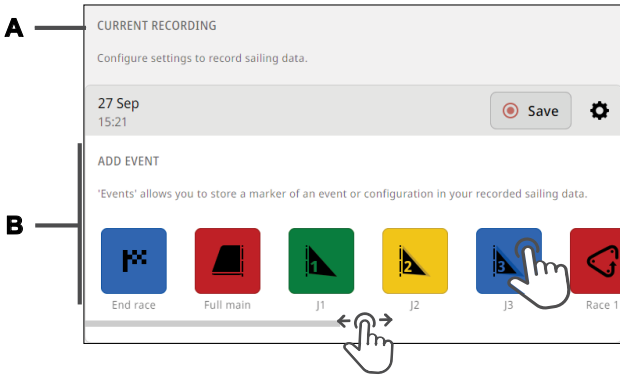 A
CURRENT RECORDING
Configure settings to record sailing data.
27 Sep
15:21
Save
B
ADD EVENT
'Events' allows you to store a marker of an event or configuration in your recorded sailing data.
1
2
3
End race
Full main
J1
J2
J3
Race 1